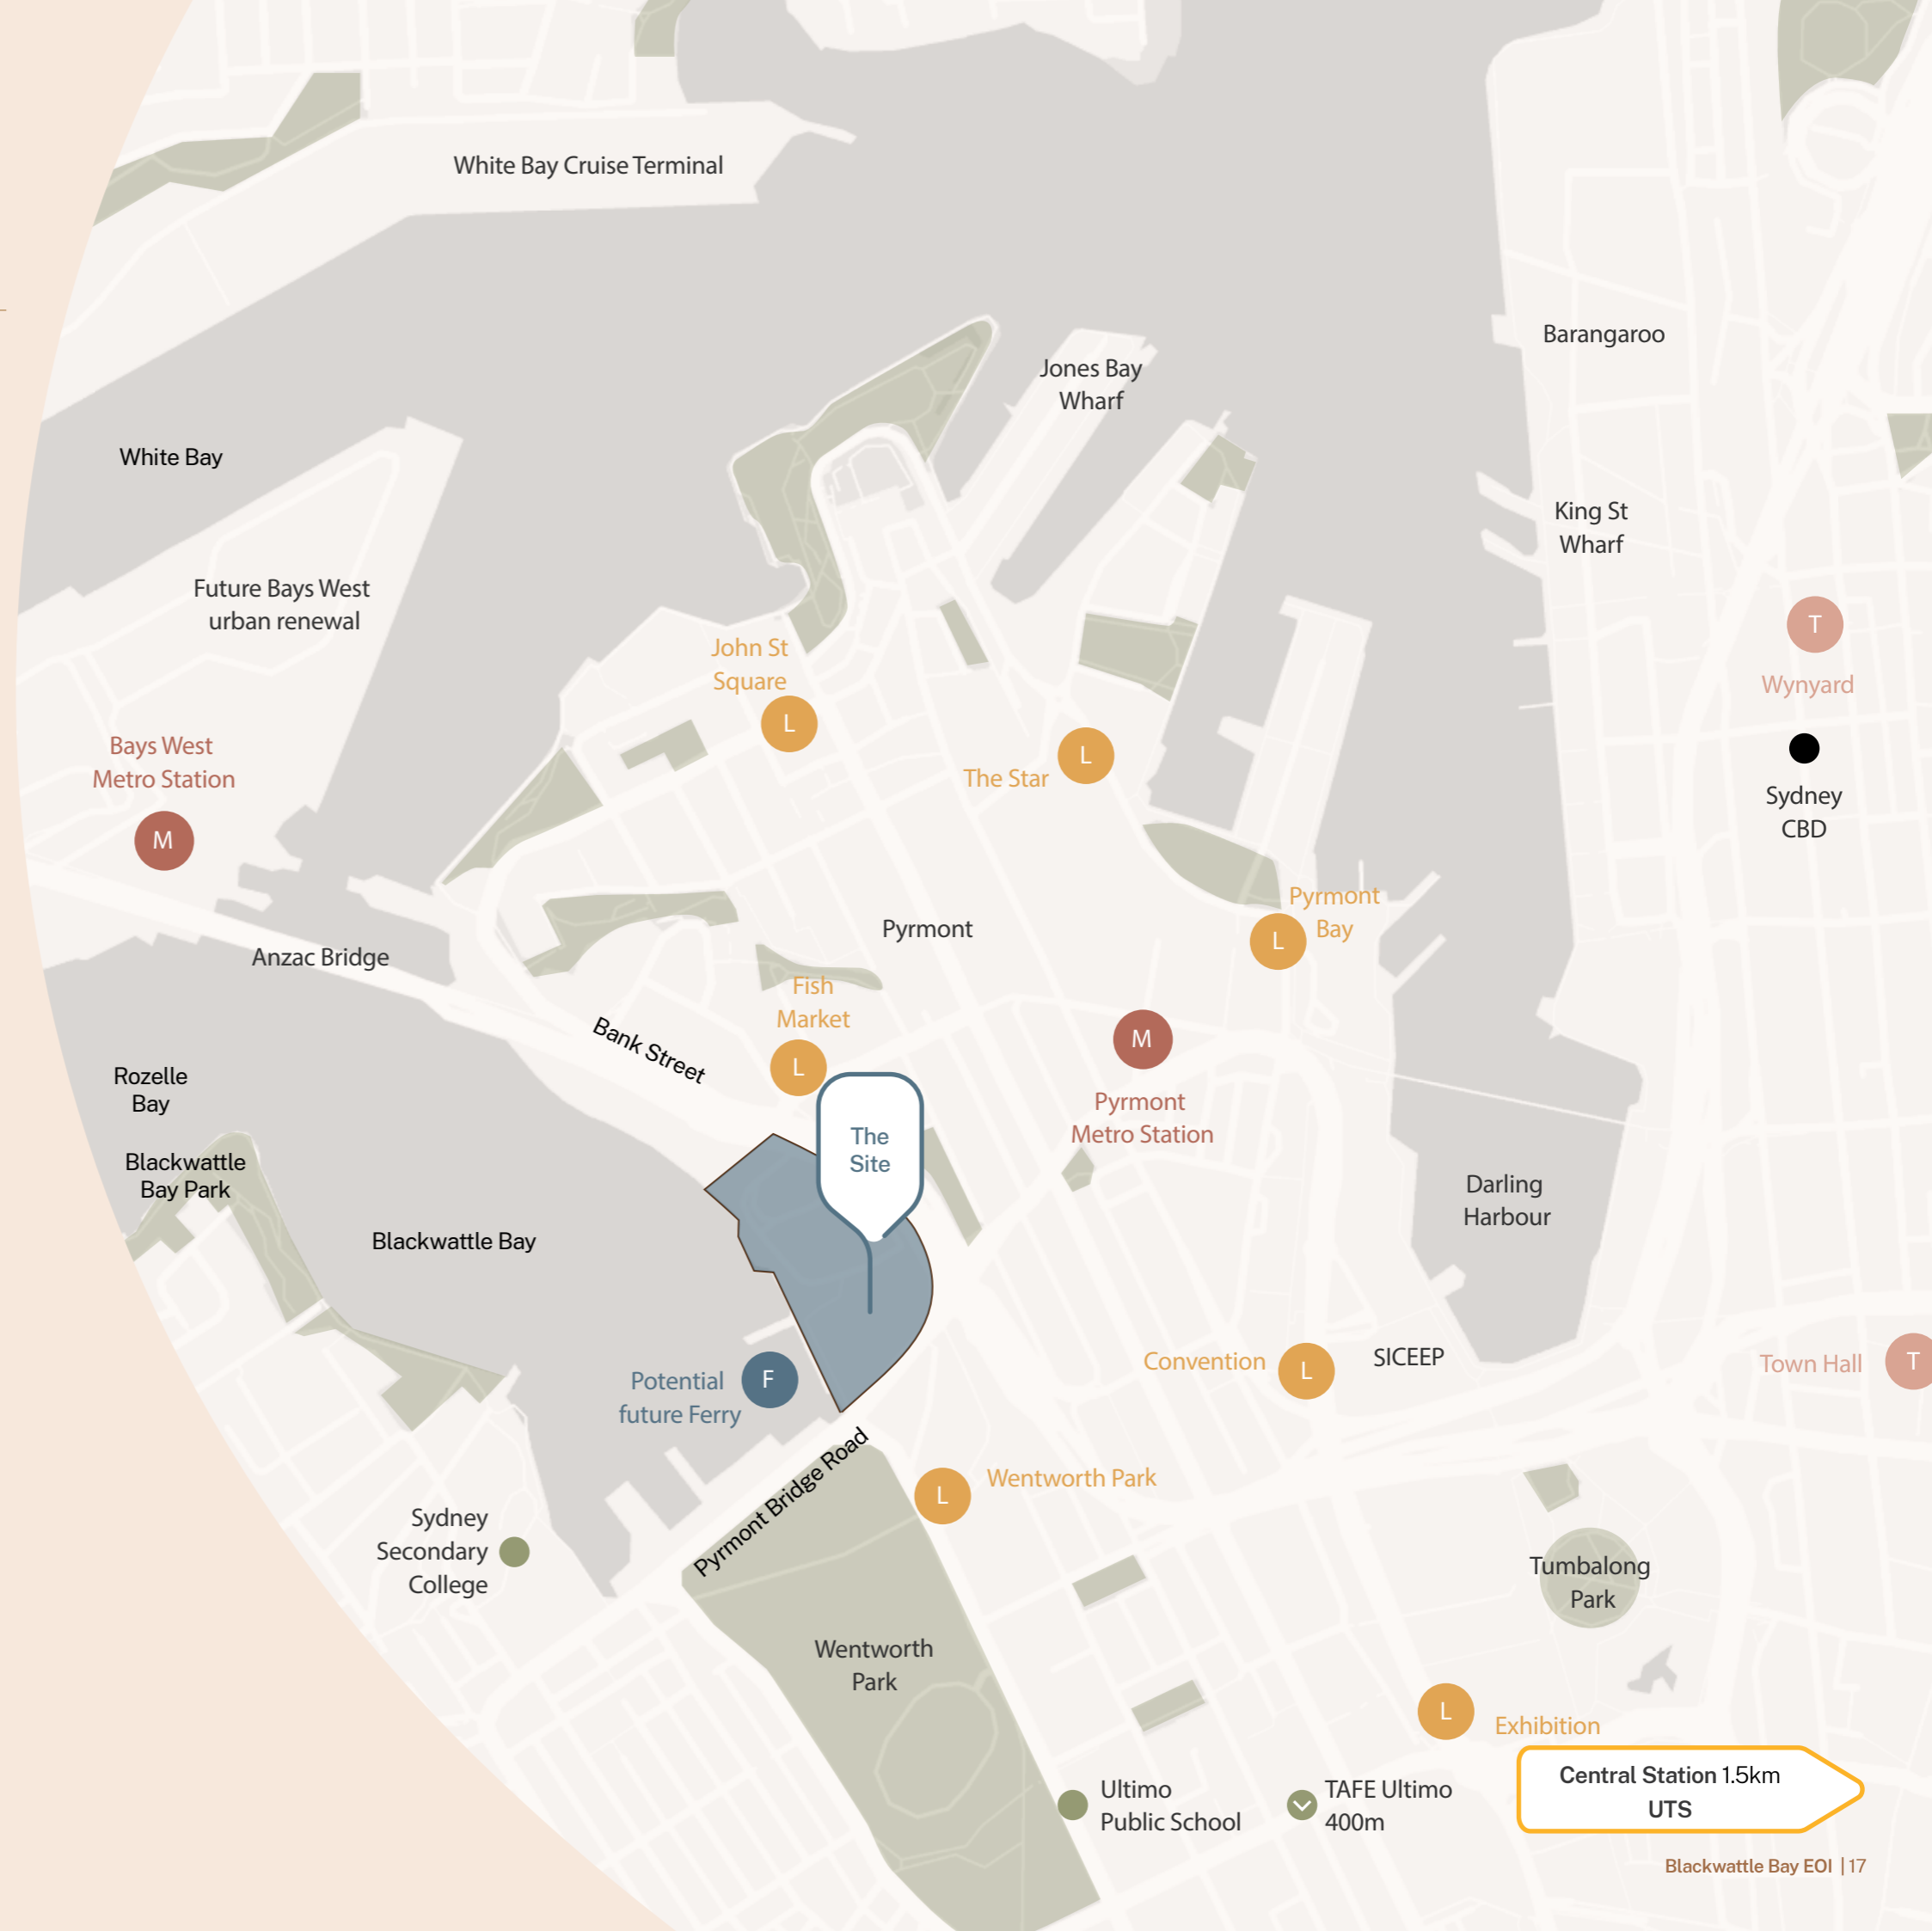 White Bay Cruise Terminal
Barangaroo
Jones Bay
Wharf
White Bay
King St
Wharf
Future Bays West
urban renewal
T
Wynyard
John St
Square
L
Bays West
Metro Station
M
The Star
L
Sydney
CBD
Pyrmont
Bay
L
Pyrmont
Anzac Bridge
Fish
Market
L
Bank Street
M
Pyrmont
Metro Station
Rozelle
Bay
The
Site
Blackwattle
Bay Park
Darling
Harbour
Blackwattle Bay
Potential
future Ferry
F
Convention
L
SICEEP
Town Hall
T
Pyrmont Bridge Road
L
Wentworth Park
Sydney
Secondary
College
Tumbalong
Park
Wentworth
Park
L
Exhibition
Ultimo
Public School
TAFE Ultimo
400m
Central Station 1.5km
UTS
Blackwattle Bay EOI | 17